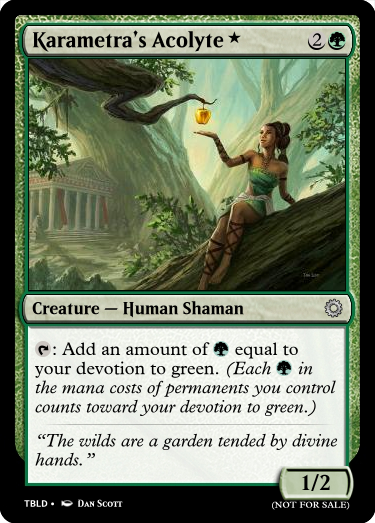 Karametra's Acolyte ★ 2
Creature — Human Shaman
: Add an amount of equal to
your devotion to green. (Each in
the mana costs of permanents you control
counts toward your devotion to green.)
“The wilds are a garden tended by divine
hands.”
1/2
TBLD • Dan Scott
(NOT FOR SALE)